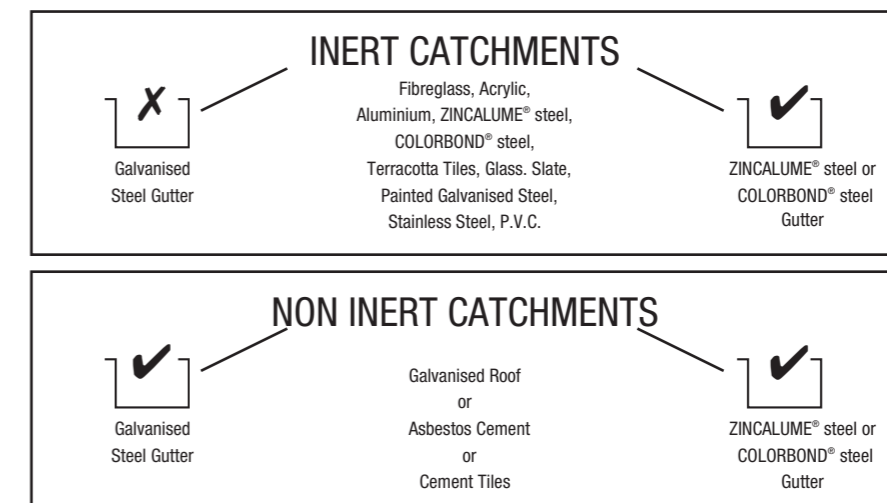 INERT CATCHMENTS
✗
Galvanised
Steel Gutter
Fibreglass, Acrylic,
Aluminium, ZINCALUME® steel,
COLORBOND® steel,
Terracotta Tiles, Glass. Slate,
Painted Galvanised Steel,
Stainless Steel, P.V.C.
✔
ZINCALUME® steel or
COLORBOND® steel
Gutter
NON INERT CATCHMENTS
✔
Galvanised
Steel Gutter
Galvanised Roof
or
Asbestos Cement
or
Cement Tiles
✔
ZINCALUME® steel or
COLORBOND® steel
Gutter